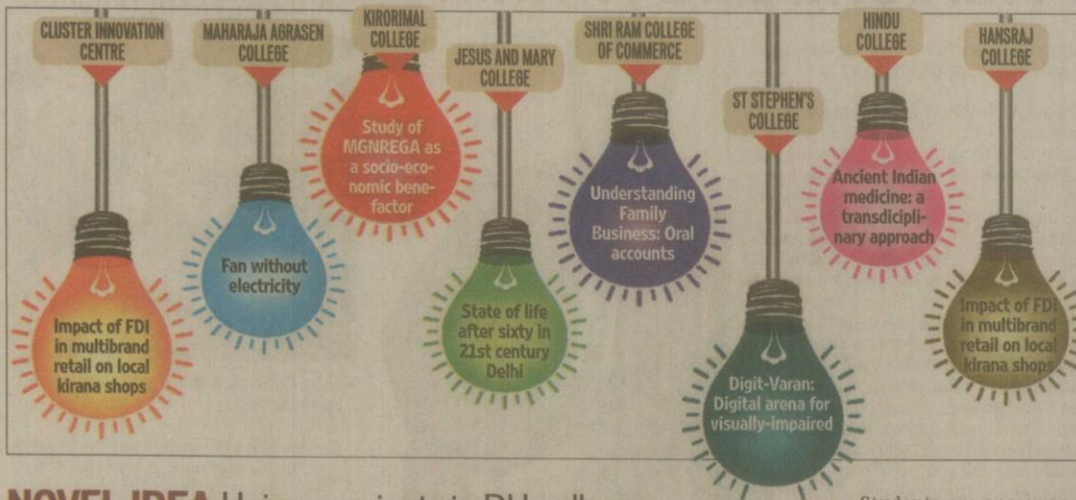 CLUSTER INNOVATION
CENTRE
Impact of FDI
in multibrand
retail on local
kirana shops
MAHARAJA AGRASEN
COLLEGE
Fan without
electricity
KIRORIMAL
COLLEGE
Study of
MGNREGA as
a socio-eco-
nomic bene-
factor
JESUS AND MARY
COLLEGE
State of life
after sixty in
21st century
Delhi
SHRI RAM COLLEGE
OF COMMERCE
Understanding
Family
Business: Oral
accounts
ST STEPHEN'S
COLLEGE
Digit-Varan:
Digital arena for
visually-impaired
HINDU
COLLEGE
Ancient Indian
medicine: a
transdicipli-
nary approach
HANSRAJ
COLLEGE
Impact of FDI
in multibrand
retail on local
kirana shops
NOVEL IDEA